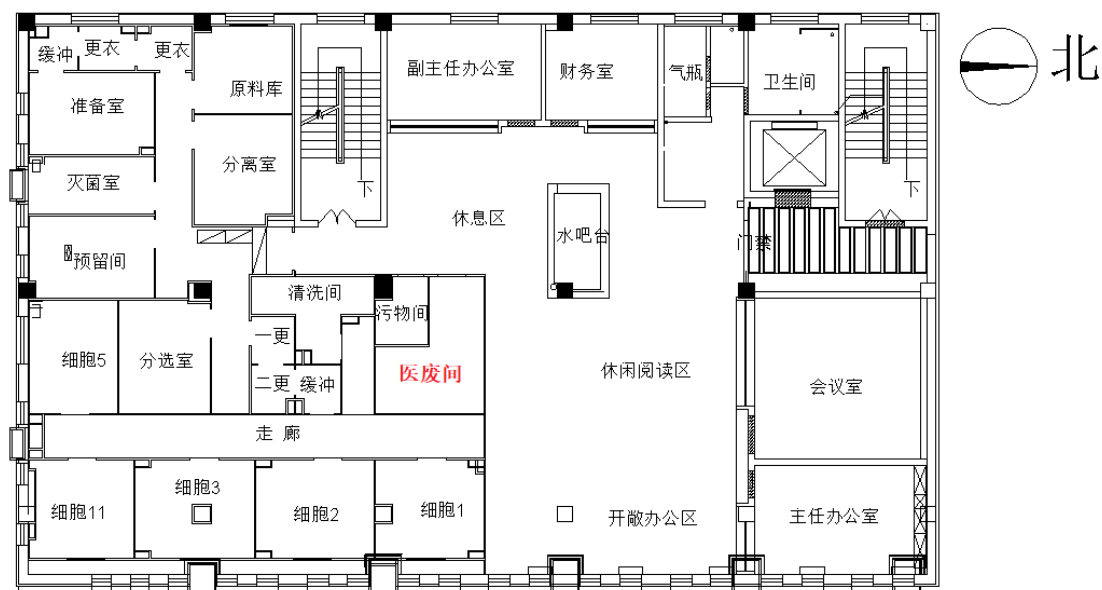 缓冲
更衣
更衣
准备室
原料库
副主任办公室
财务室
气瓶
卫生间
北
灭菌室
分离室
下
下
预留间
休息区
水吧台
门禁
清洗间
污物间
细胞5
分选室
一更
二更
缓冲
医废间
休闲阅读区
会议室
走 廊
细胞11
细胞3
细胞2
细胞1
开敞办公区
主任办公室